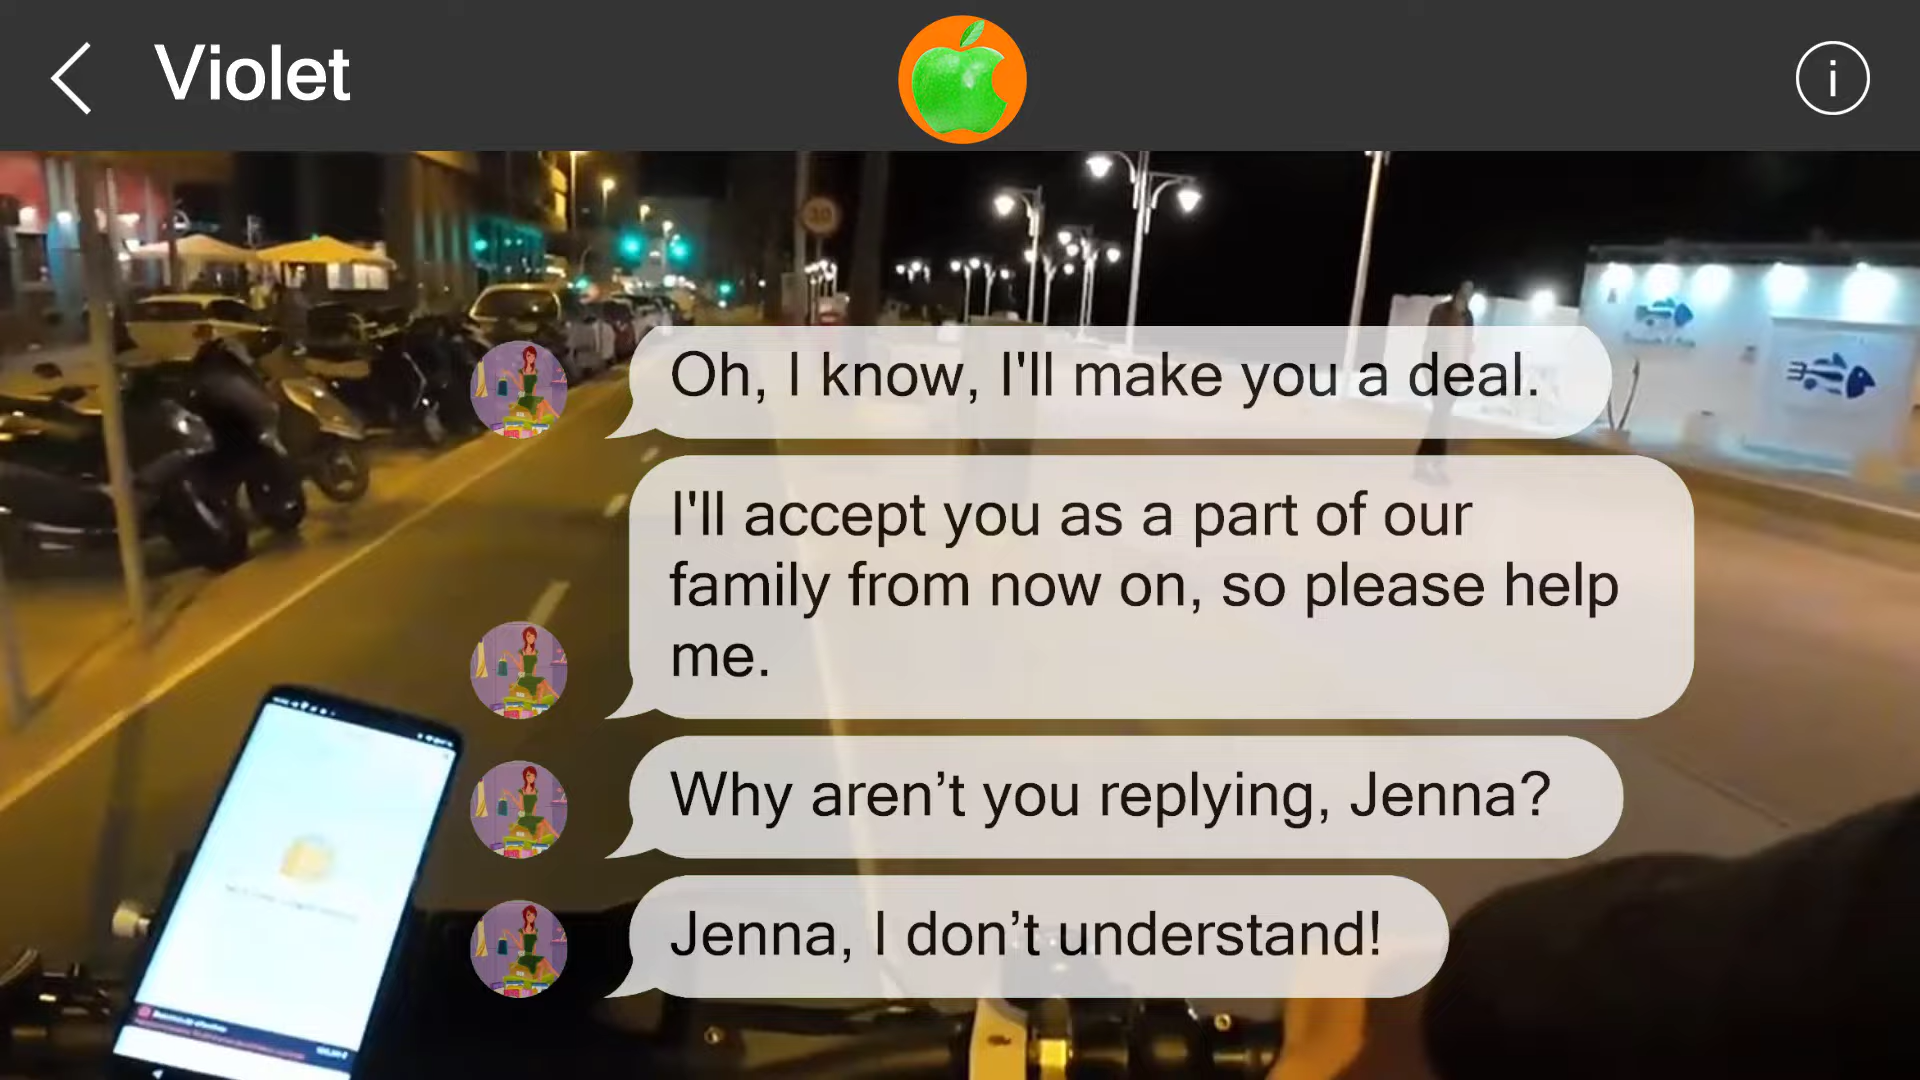 Violet
i
30
Oh, I know, I'll make you a deal.
I'll accept you as a part of our
family from now on, so please help
me.
Why aren’t you replying, Jenna?
Jenna, I don’t understand!